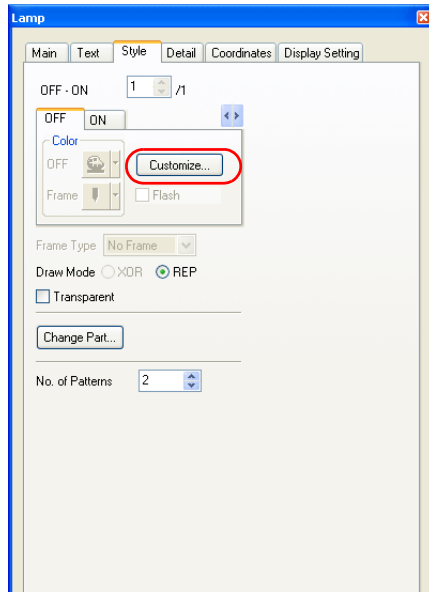 Lamp
Main Text Style Detail Coordinates Display Setting
OFF - ON 1 /1
OFF ON
Color
OFF Customize...
Frame Flash
Frame Type No Frame
Draw Mode XOR REP
Transparent
Change Part...
No. of Patterns 2